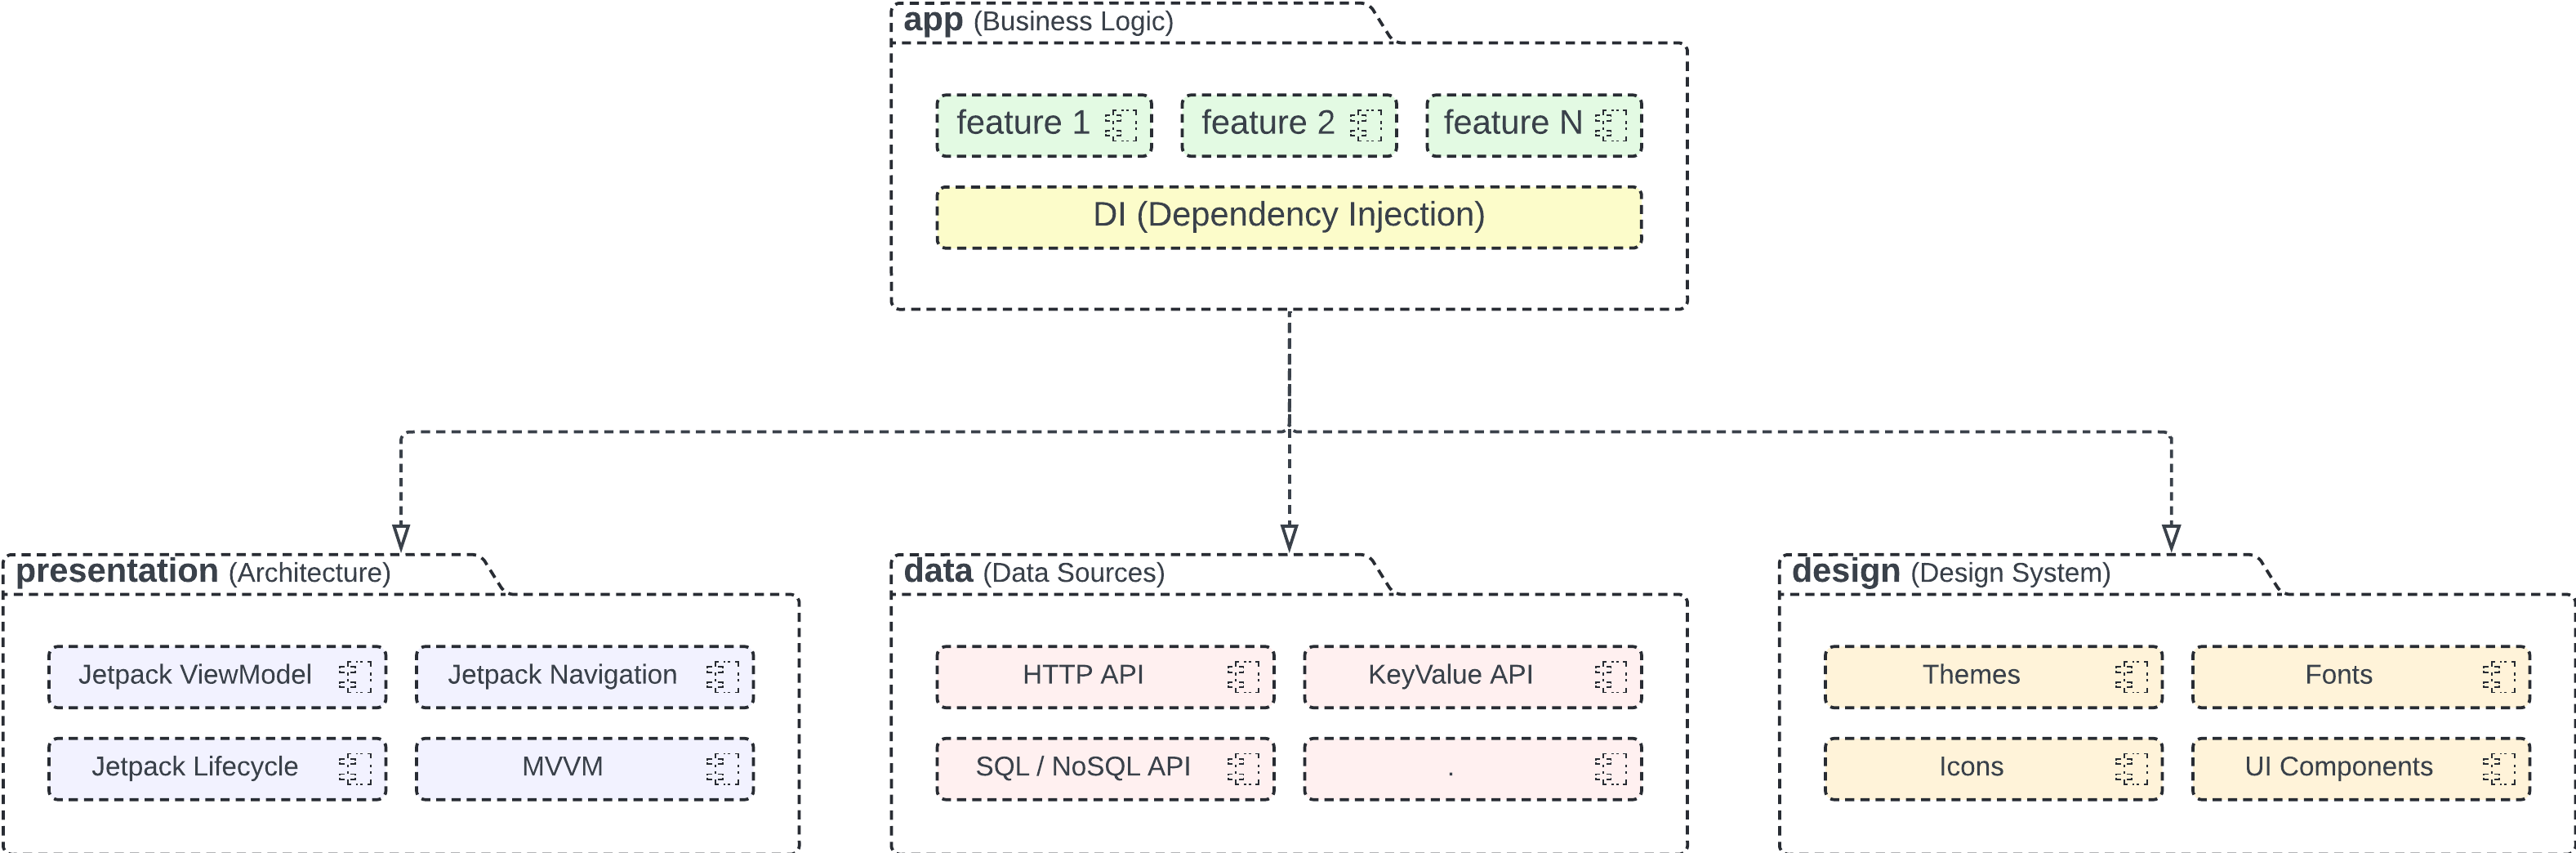 app (Business Logic)
feature 1
feature 2
feature N
DI (Dependency Injection)
presentation (Architecture)
Jetpack ViewModel
Jetpack Navigation
Jetpack Lifecycle
MVVM
data (Data Sources)
HTTP API
KeyValue API
SQL / NoSQL API
.
design (Design System)
Themes
Fonts
Icons
UI Components